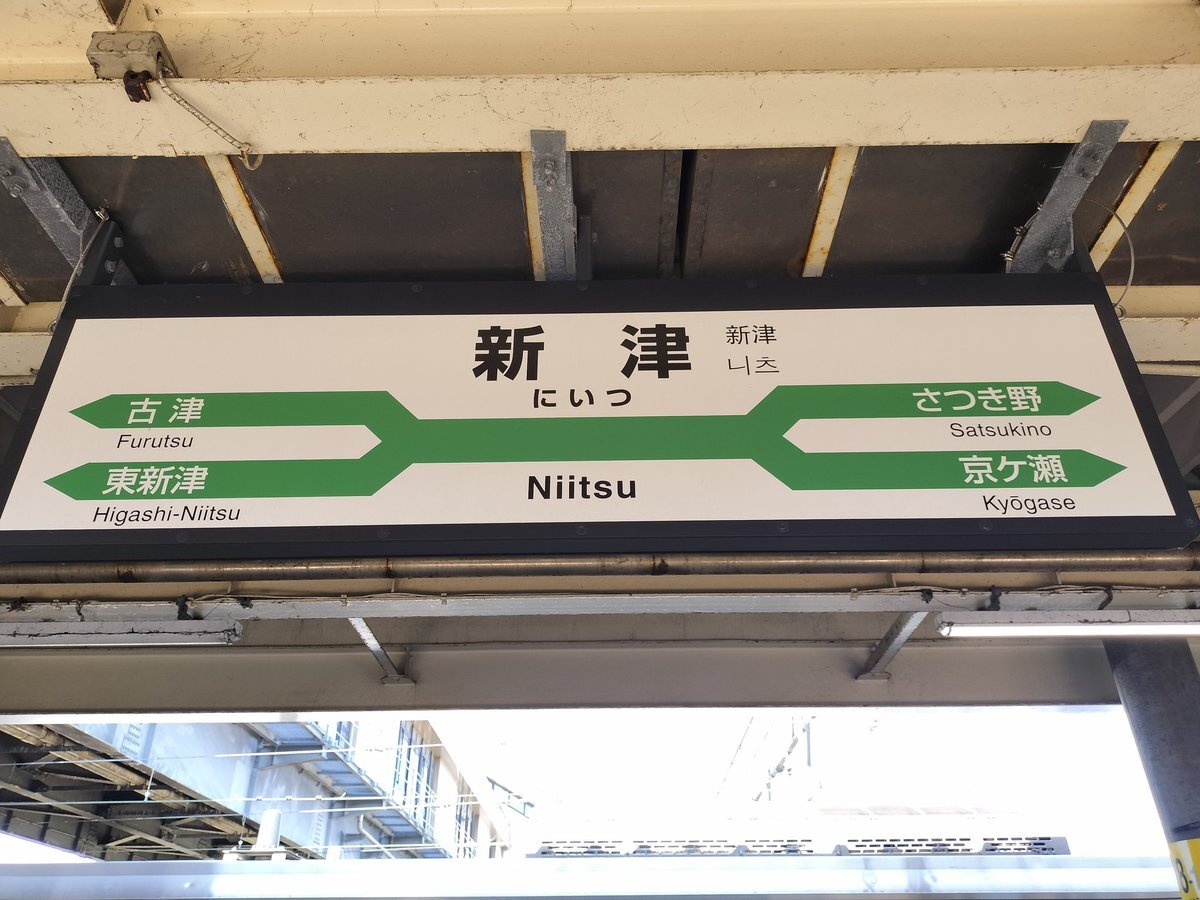 新津
新津
니츠
にいつ
古津
さつき野
Furutsu
Satsukino
東新津
京ケ瀬
Niitsu
Higashi-Niitsu
Kyōgase
3